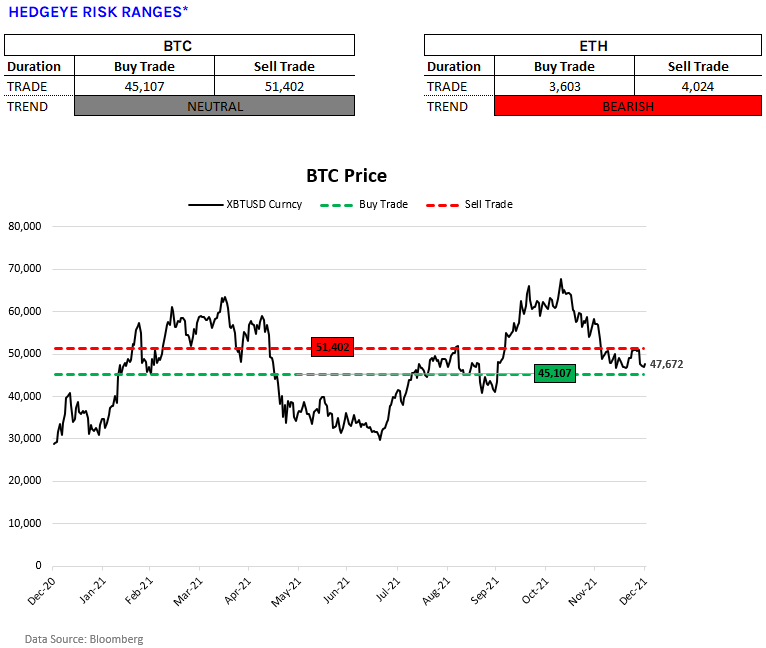 HEDGEYE RISK RANGES*
BTC
Duration Buy Trade Sell Trade
TRADE 45,107 51,402
TREND NEUTRAL
ETH
Duration Buy Trade Sell Trade
TRADE 3,603 4,024
TREND BEARISH
BTC Price
XBTUSD Curncy Buy Trade Sell Trade
80,000
70,000
60,000
50,000
40,000
30,000
20,000
10,000
0
51,402
45,107
47,672
Dec-20 Jan-21 Feb-21 Mar-21 Apr-21 May-21 Jun-21 Jul-21 Aug-21 Sep-21 Oct-21 Nov-21 Dec-21
Data Source: Bloomberg